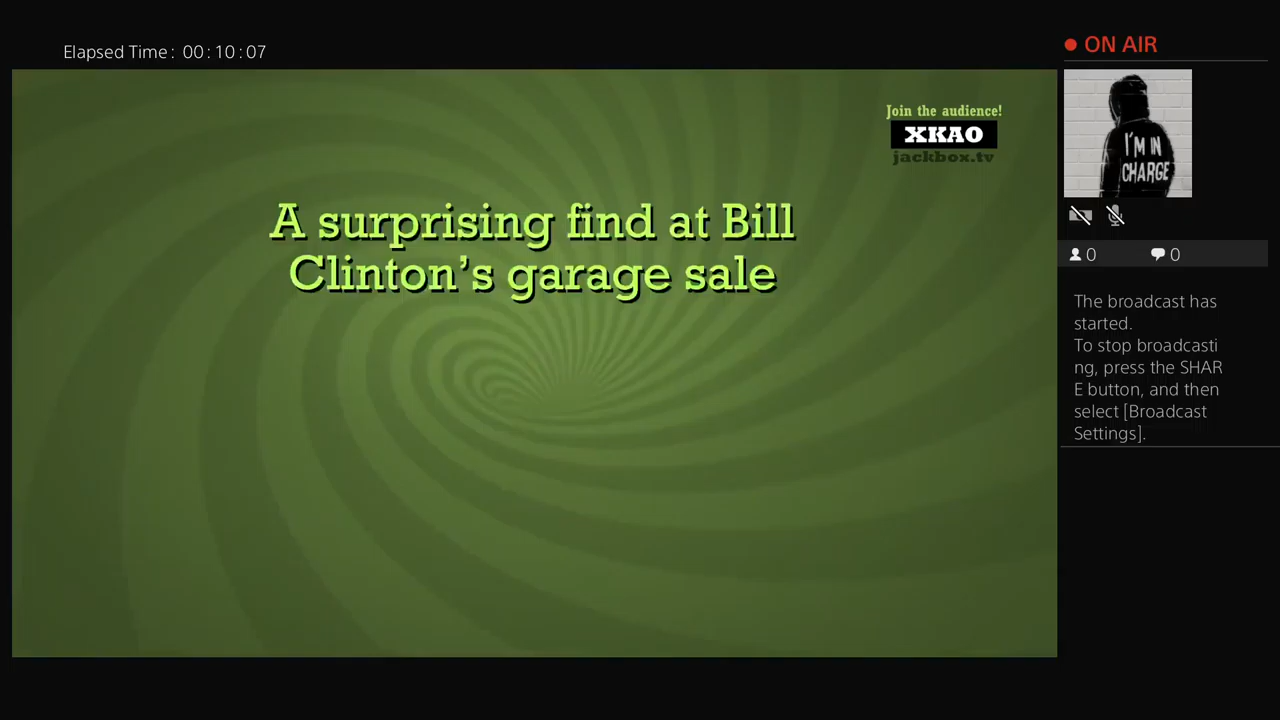 Elapsed Time: 00:10:07
ON AIR
Join the audience!
XKAO
jackbox.tv
A surprising find at Bill
Clinton's garage sale
I'M IN
CHARGE
0
0
The broadcast has
started.
To stop broadcasti
ng, press the SHAR
E button, and then
select [Broadcast
Settings].